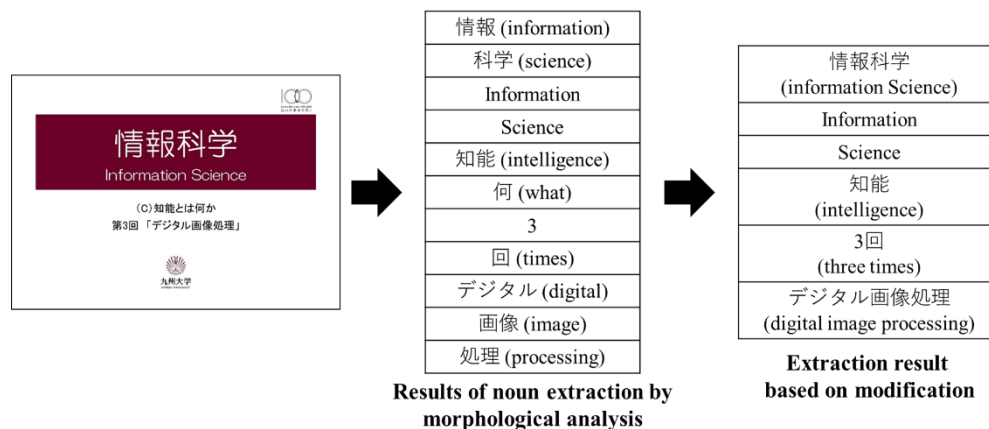 情報科学
Information Science
(C)知能とは何か
第3回 「デジタル画像処理」
九州大学
情報 (information)
科学 (science)
Information
Science
知能 (intelligence)
何 (what)
3
回 (times)
デジタル (digital)
画像 (image)
処理 (processing)
Results of noun extraction by
morphological analysis
情報科学
(information Science)
Information
Science
知能
(intelligence)
3回
(three times)
デジタル画像処理
(digital image processing)
Extraction result
based on modification